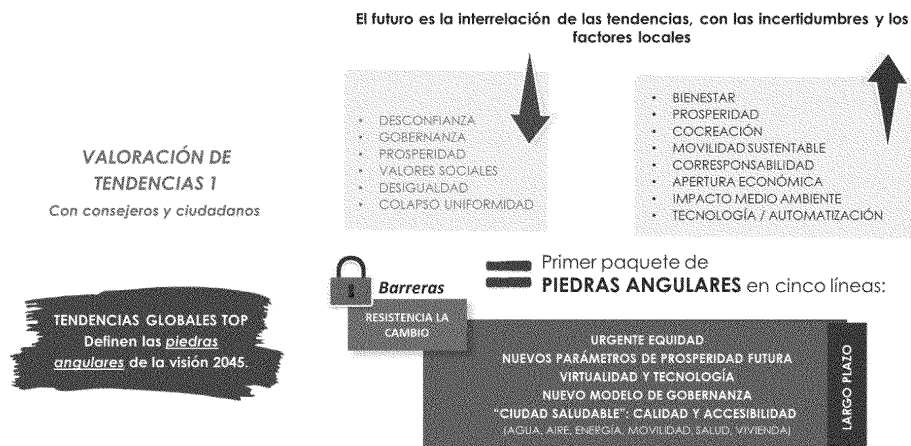 El futuro es la interrelación de las tendencias, con las incertidumbres y los
factores locales
VALORACIÓN DE
TENDENCIAS 1
Con consejeros y ciudadanos
• DESCONFIANZA
• GOBERNANZA
• PROSPERIDAD
• VALORES SOCIALES
• DESIGUALDAD
• COLAPSO UNIFORMIDAD
• BIENESTAR
• PROSPERIDAD
• COCREACIÓN
• MOVILIDAD SUSTENTABLE
• CORRESPONSABILIDAD
• APERTURA ECONÓMICA
• IMPACTO MEDIO AMBIENTE
• TECNOLOGÍA / AUTOMATIZACIÓN
TENDENCIAS GLOBALES TOP
Definen las piedras
angulares de la visión 2045.
Barreras
RESISTENCIA LA
CAMBIO
Primer paquete de
PIEDRAS ANGULARES en cinco líneas:
URGENTE EQUIDAD
NUEVOS PARÁMETROS DE PROSPERIDAD FUTURA
VIRTUALIDAD Y TECNOLOGÍA
NUEVO MODELO DE GOBERNANZA
"CIUDAD SALUDABLE": CALIDAD Y ACCESIBILIDAD
(AGUA, AIRE, ENERGÍA, MOVILIDAD, SALUD, VIVIENDA)
LARGO PLAZO